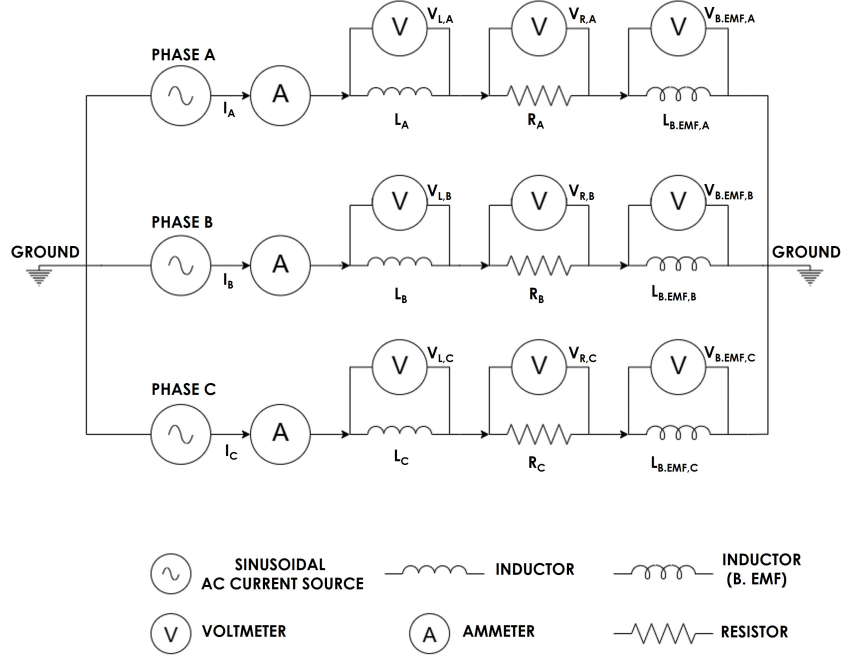 V_L,A V_R,A V_B.EMF,A
V V V
PHASE A
A
I_A
L_A R_A L_B.EMF,A
V_L,B V_R,B V_B.EMF,B
V V V
PHASE B
GROUND A GROUND
I_B
L_B R_B L_B.EMF,B
V_L,C V_R,C V_B.EMF,C
V V V
PHASE C
A
I_C
L_C R_C L_B.EMF,C
SINUSOIDAL
AC CURRENT SOURCE
INDUCTOR
INDUCTOR
(B. EMF)
V VOLTMETER
A AMMETER
RESISTOR